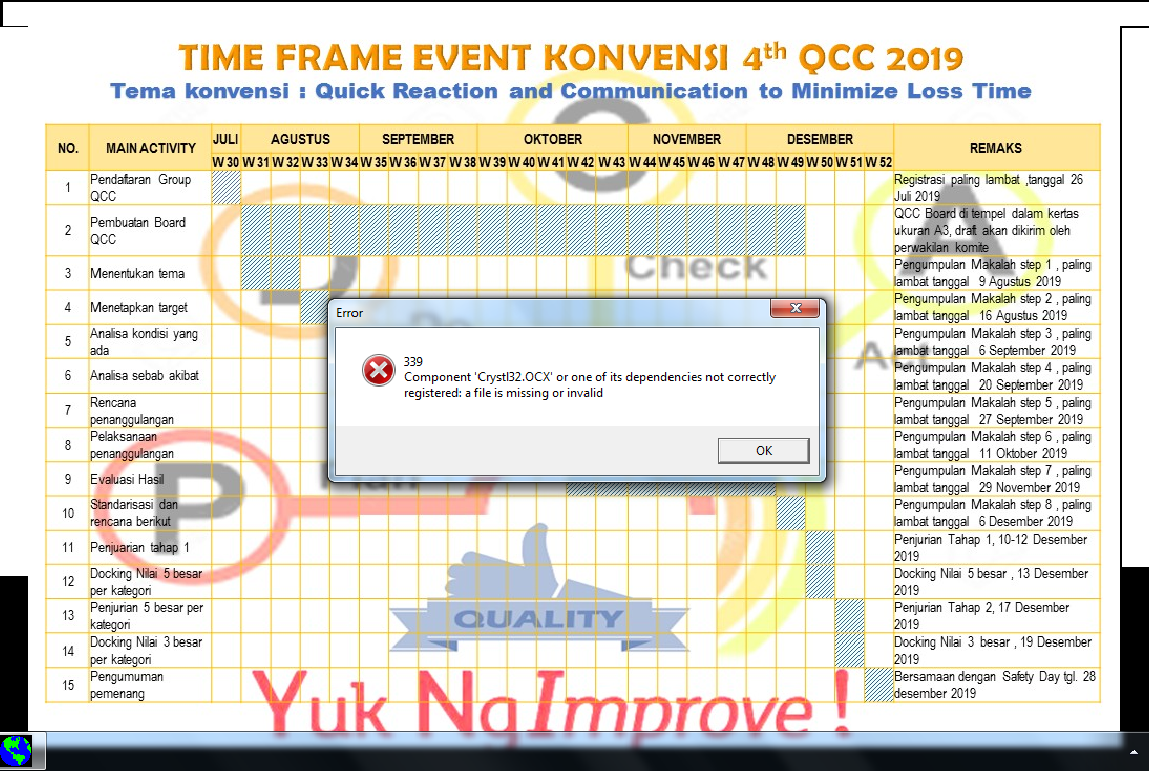 TIME FRAME EVENT KONVENSI 4th QCC 2019
Tema konvensi : Quick Reaction and Communication to Minimize Loss Time
NO. MAIN ACTIVITY JULI AGUSTUS SEPTEMBER OKTOBER NOVEMBER DESEMBER REMAKS
W 30 W 31 W 32 W 33 W 34 W 35 W 36 W 37 W 38 W 39 W 40 W 41 W 42 W 43 W 44 W 45 W 46 W 47 W 48 W 49 W 50 W 51 W 52
1 Pendaftaran Group QCC Registrasi paling lambat ,tanggal 26
Juli 2019
2 Pembuatan Board QCC QCC Board di tempel dalam kertas
ukuran A3, draft akan dikirim oleh
perwakilan komite
3 Menentukan tema Pengumpulan Makalah step 1 , paling
lambat tanggal 9 Agustus 2019
4 Menetapkan target Pengumpulan Makalah step 2 , paling
lambat tanggal 16 Agustus 2019
5 Analisa kondisi yang ada Pengumpulan Makalah step 3 , paling
lambat tanggal 6 September 2019
6 Analisa sebab akibat Pengumpulan Makalah step 4 , paling
lambat tanggal 20 September 2019
7 Rencana penanggulangan Pengumpulan Makalah step 5 , paling
lambat tanggal 27 September 2019
8 Pelaksanaan penanggulangan Pengumpulan Makalah step 6 , paling
lambat tanggal 11 Oktober 2019
9 Evaluasi Hasil Pengumpulan Makalah step 7 , paling
lambat tanggal 29 November 2019
10 Standarisasi dan rencana berikut Pengumpulan Makalah step 8 , paling
lambat tanggal 6 Desember 2019
11 Penjuarian tahap 1 Penjurian Tahap 1, 10-12 Desember
2019
12 Docking Nilai 5 besar per kategori Docking Nilai 5 besar , 13 Desember
2019
13 Penjurian 5 besar per kategori Penjurian Tahap 2, 17 Desember
2019
14 Docking Nilai 3 besar per kategori Docking Nilai 3 besar , 19 Desember
2019
15 Pengumuman pemenang Bersamaan dengan Safety Day tgl. 28
desember 2019
C
Check
D
Do
A
Act
P
Plan
Error
339
Component 'Crystl32.OCX' or one of its dependencies not correctly
registered: a file is missing or invalid
OK
QUALITY
Yuk NgImprove !